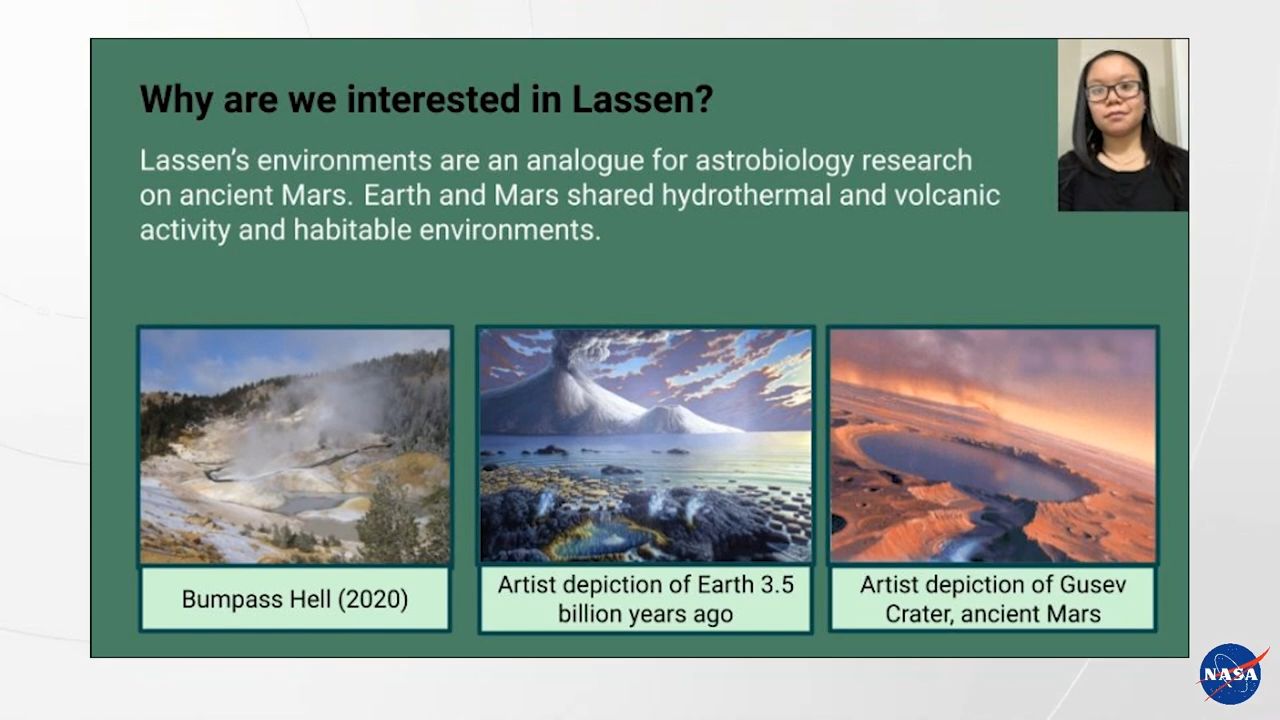 Why are we interested in Lassen?
Lassen’s environments are an analogue for astrobiology research
on ancient Mars. Earth and Mars shared hydrothermal and volcanic
activity and habitable environments.
Bumpass Hell (2020)
Artist depiction of Earth 3.5
billion years ago
Artist depiction of Gusev
Crater, ancient Mars
NASA